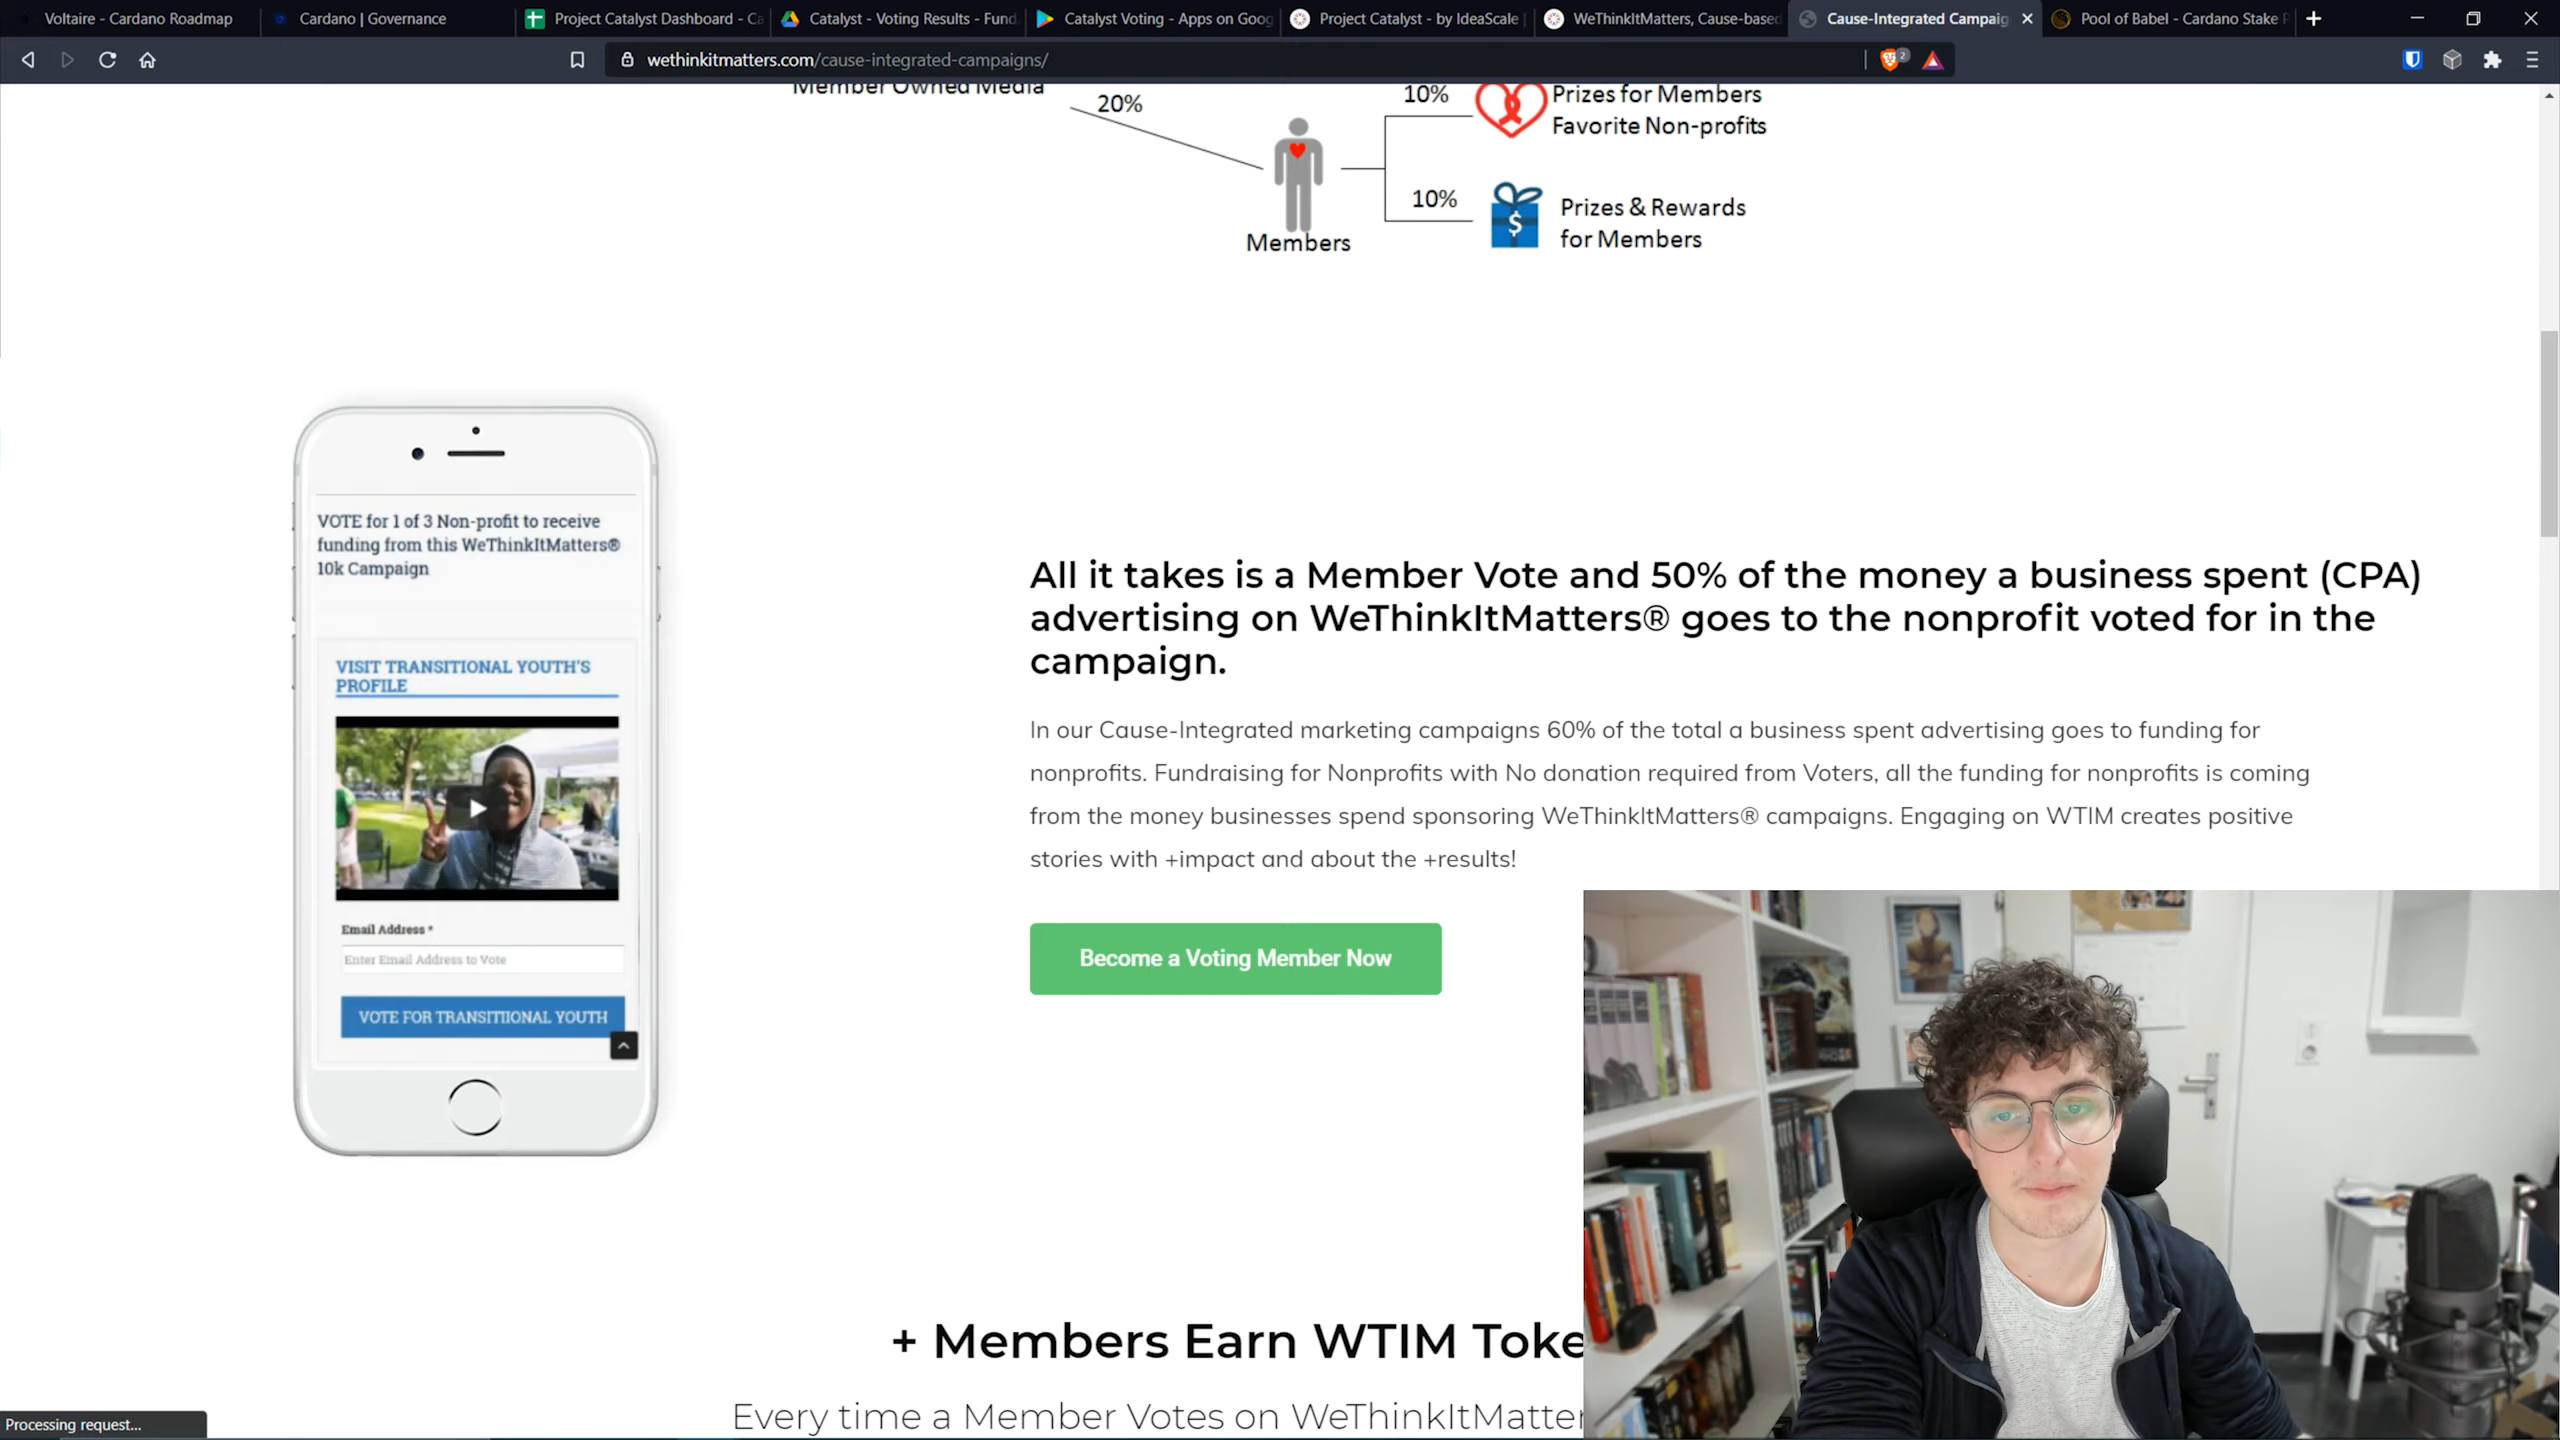 Voltaire - Cardano Roadmap
Cardano | Governance
Project Catalyst Dashboard - Ca
Catalyst - Voting Results - Fund
Catalyst Voting - Apps on Goog
Project Catalyst - by IdeaScale
WeThinkItMatters, Cause-based
Cause-Integrated Campaig
Pool of Babel - Cardano Stake P
wethinkitmatters.com/cause-integrated-campaigns/
2
Member Owned Media
20%
10%
Prizes for Members
Favorite Non-profits
10%
$
Prizes & Rewards
for Members
Members
VOTE for 1 of 3 Non-profit to receive
funding from this WeThinkItMatters®
10k Campaign
VISIT TRANSITIONAL YOUTH'S
PROFILE
Email Address *
Enter Email Address to Vote
VOTE FOR TRANSITIIONAL YOUTH
All it takes is a Member Vote and 50% of the money a business spent (CPA)
advertising on WeThinkItMatters® goes to the nonprofit voted for in the
campaign.
In our Cause-Integrated marketing campaigns 60% of the total a business spent advertising goes to funding for
nonprofits. Fundraising for Nonprofits with No donation required from Voters, all the funding for nonprofits is coming
from the money businesses spend sponsoring WeThinkItMatters® campaigns. Engaging on WTIM creates positive
stories with +impact and about the +results!
Become a Voting Member Now
+ Members Earn WTIM Toke
Every time a Member Votes on WeThinkItMatter
Processing request...